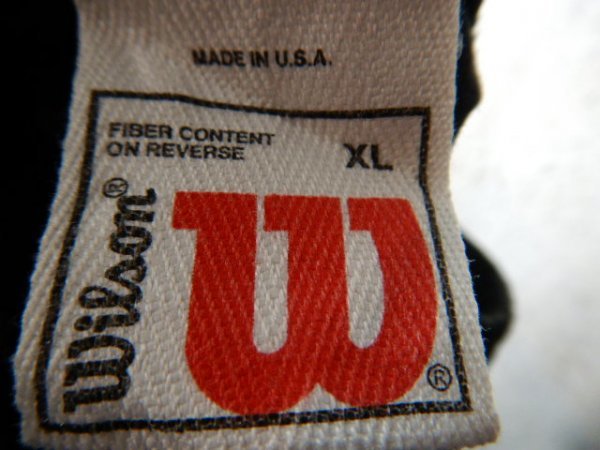 MADE IN U.S.A.
FIBER CONTENT
ON REVERSE
XL
Wilson®
W®